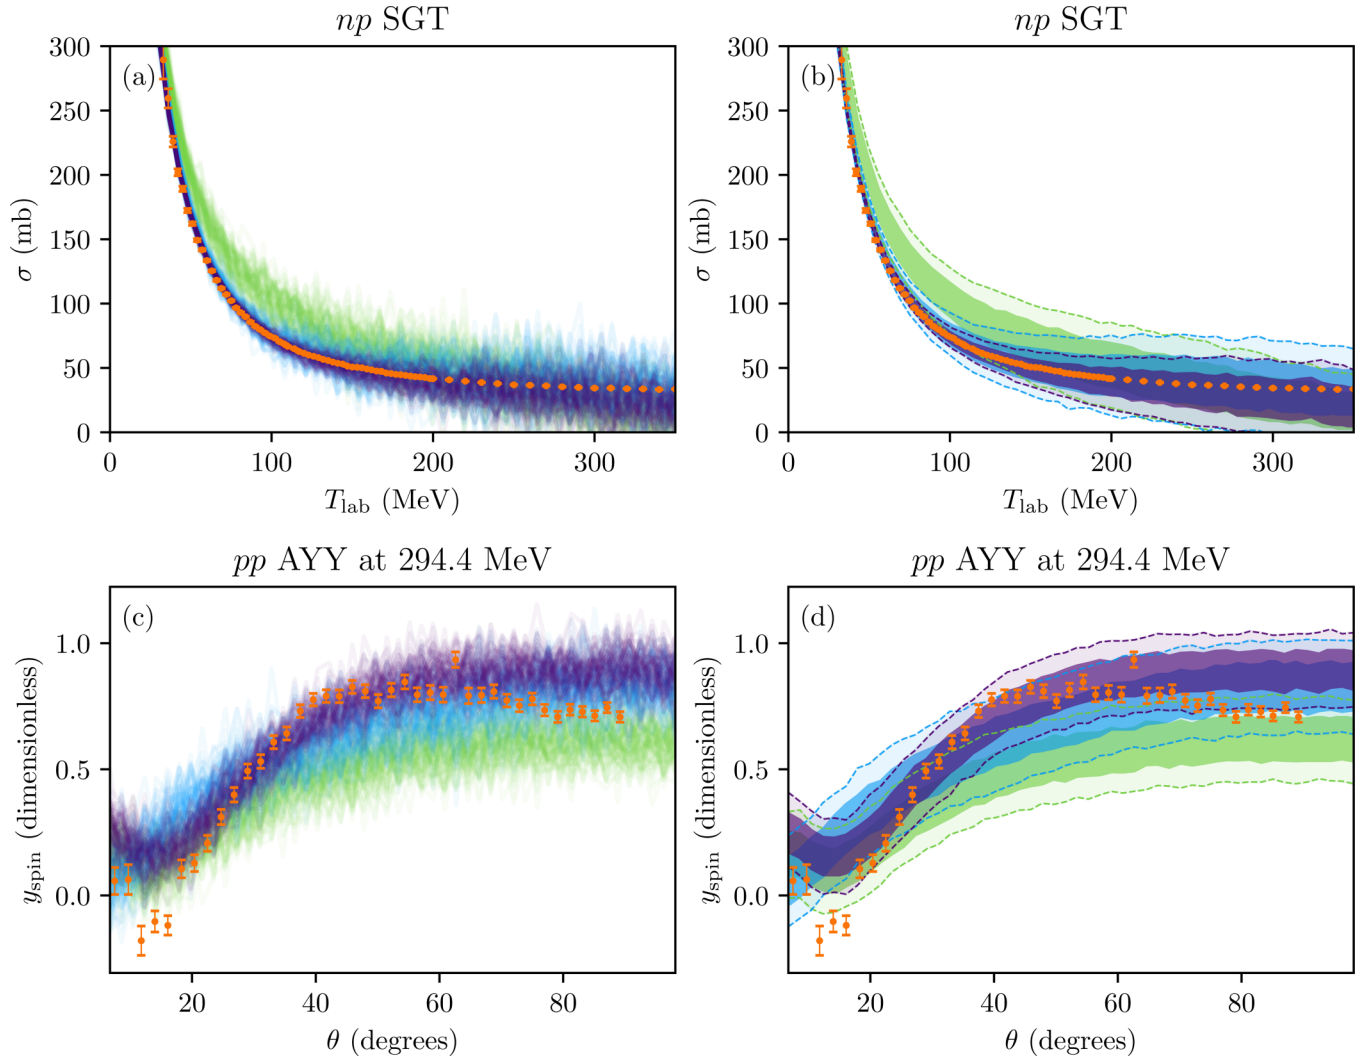 np SGT
(a)
300
250
200
150
100
50
0
σ (mb)
0 100 200 300
T_lab (MeV)
np SGT
(b)
300
250
200
150
100
50
0
σ (mb)
0 100 200 300
T_lab (MeV)
pp AYY at 294.4 MeV
(c)
1.0
0.5
0.0
y_spin (dimensionless)
20 40 60 80
θ (degrees)
pp AYY at 294.4 MeV
(d)
1.0
0.5
0.0
y_spin (dimensionless)
20 40 60 80
θ (degrees)